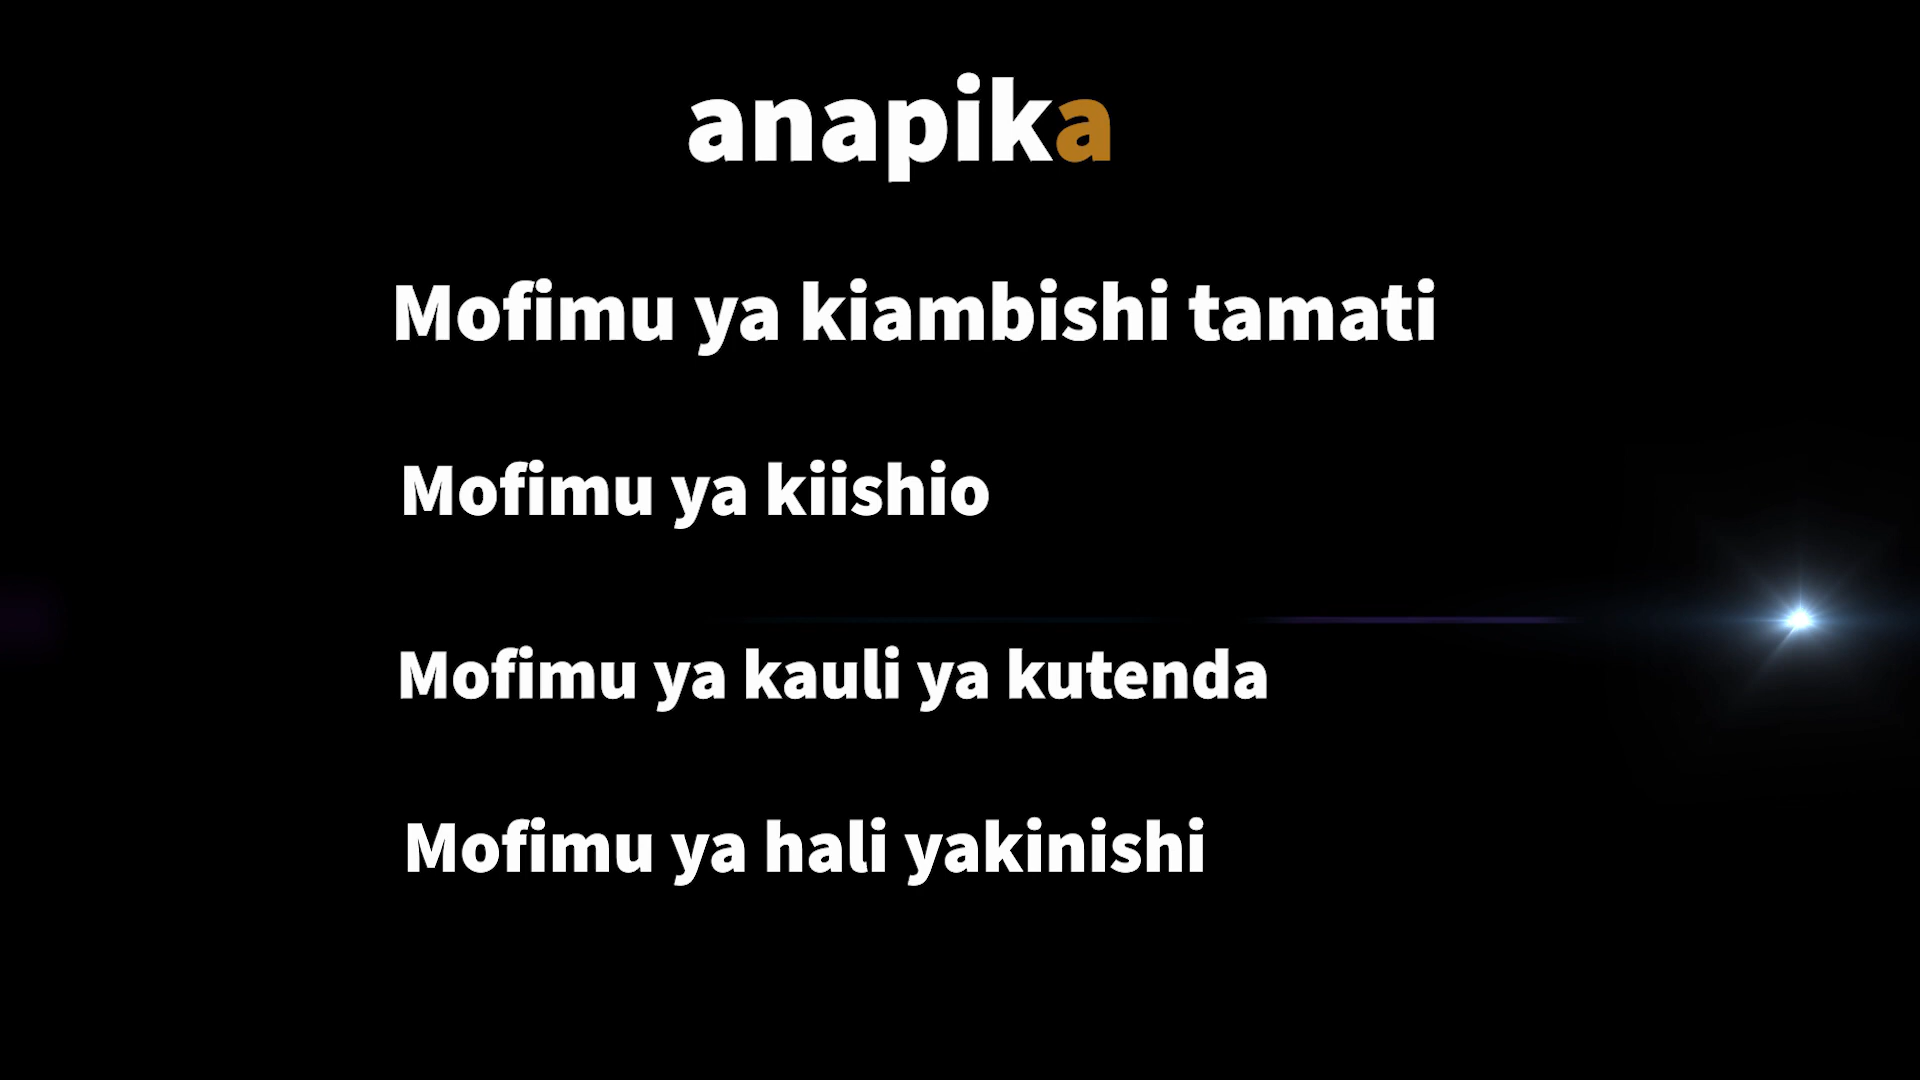 anapika
Mofimu ya kiambishi tamati
Mofimu ya kiishio
Mofimu ya kauli ya kutenda
Mofimu ya hali yakinishi